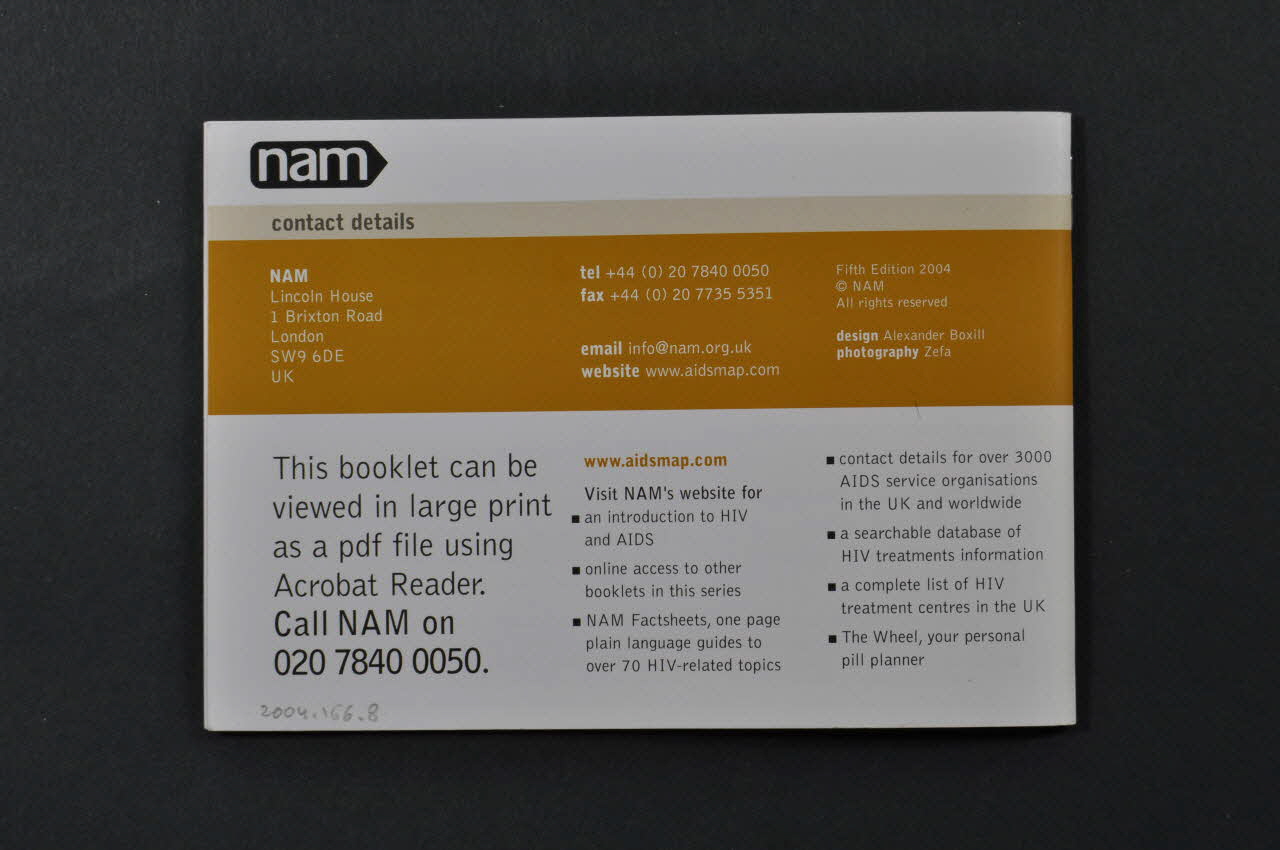 nam
contact details
NAM
Lincoln House
1 Brixton Road
London
SW9 6DE
UK
tel +44 (0) 20 7840 0050
fax +44 (0) 20 7735 5351
email info@nam.org.uk
website www.aidsmap.com
Fifth Edition 2004
© NAM
All rights reserved
design Alexander Boxill
photography Zefa
This booklet can be
viewed in large print
as a pdf file using
Acrobat Reader.
Call NAM on
020 7840 0050.
www.aidsmap.com
Visit NAM's website for
■ an introduction to HIV
and AIDS
■ online access to other
booklets in this series
■ NAM Factsheets, one page
plain language guides to
over 70 HIV-related topics
■ contact details for over 3000
AIDS service organisations
in the UK and worldwide
■ a searchable database of
HIV treatments information
■ a complete list of HIV
treatment centres in the UK
■ The Wheel, your personal
pill planner
2004.166.8